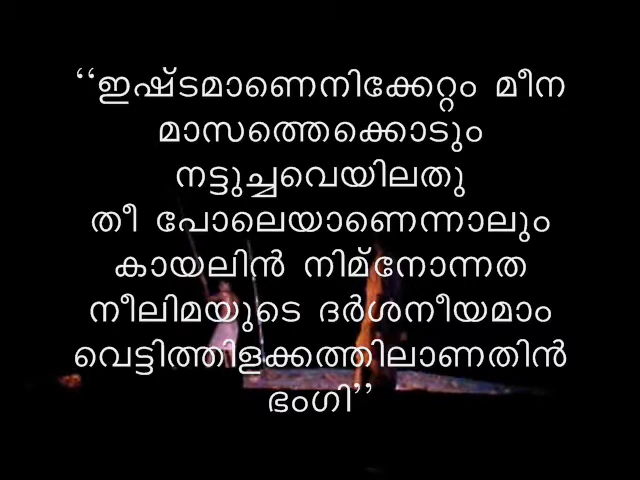 ‘‘ഇഷ്ടമാണെനിക്കേറ്റം മീന
മാസത്തെക്കൊടും
നട്ടുച്ചവെയിലതു
തീ പോലെയാണെന്നാലും
കായലിൻ നിമ്നോന്നത
നീലിമയുടെ ദർശനീയമാം
വെട്ടിത്തിളക്കത്തിലാണതിൻ
ഭംഗി’’